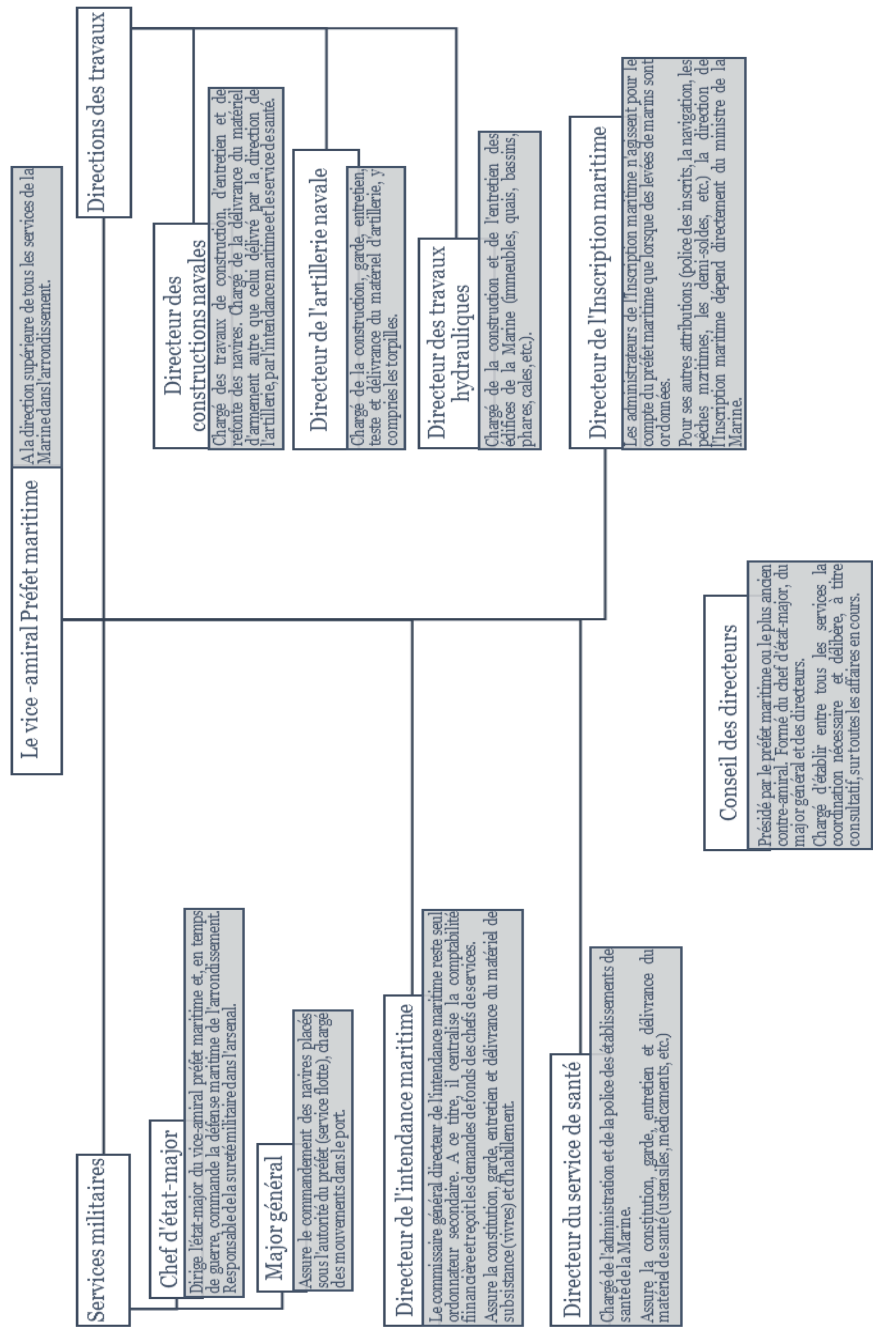 Le vice -amiral Préfet maritime
A la direction supérieure de tous les services de la
Marine dans l'arrondissement.
Services militaires
Chef d'état-major
Dirige l'état-major du vice-amiral préfet maritime et, en temps
de guerre, commande la défense maritime de l'arrondissement.
Responsable de la sureté militaire dans l'arsenal.
Major général
Assure le commandement des navires placés
sous l'autorité du préfet (service flotte), chargé
des mouvements dans le port.
Directions des travaux
Directeur des
constructions navales
Chargé des travaux de construction, d'entretien et de
refonte des navires. Chargé de la délivrance du matériel
d'armement autre que celui délivré par la direction de
l'artillerie, par l'intendance maritime et le service de santé.
Directeur de l'artillerie navale
Chargé de la construction, garde, entretien,
teste et délivrance du matériel d'artillerie, y
compries les torpilles.
Directeur des travaux
hydrauliques
Chargé de la construction et de l'entretien des
édifices de la Marine (immeubles, quais, bassins,
phares, cales, etc.).
Directeur de l'intendance maritime
Le commissaire général directeur de l'intendance maritime reste seul
ordonnateur secondaire. A ce titre, il centralise la comptabilité
fiinancière et reçoit les demandes de fonds des chefs de services.
Assure la constitution, garde, entretien et délivrance du matériel de
subsistance (vivres) et d'habillement.
Directeur du service de santé
Chargé de l'administration et de la police des établissements de
santé de la Marine.
Assure la constitution, garde, entretien et délivrance du
matériel de santé (ustensiles, médicaments, etc.)
Directeur de l'Inscription maritime
Les administrateurs de l'Inscription maritime n'agissent pour le
compte du préfet maritime que lorsque des levées de marins sont
ordonnées.
Pour ses autres attributions (police des inscrits, la navigation, les
pêches maritimes, les demi-soldes, etc.) la direction de
l'Inscription maritime dépend directement du ministre de la
Marine.
Conseil des directeurs
Présidé par le préfet maritime ou le plus ancien
contre-amiral. Formé du chef d'état-major, du
major général et des directeurs.
Chargé d'établir entre tous les services la
coordination nécessaire et délibère, à titre
consultatif, sur toutes les affaires en cours.